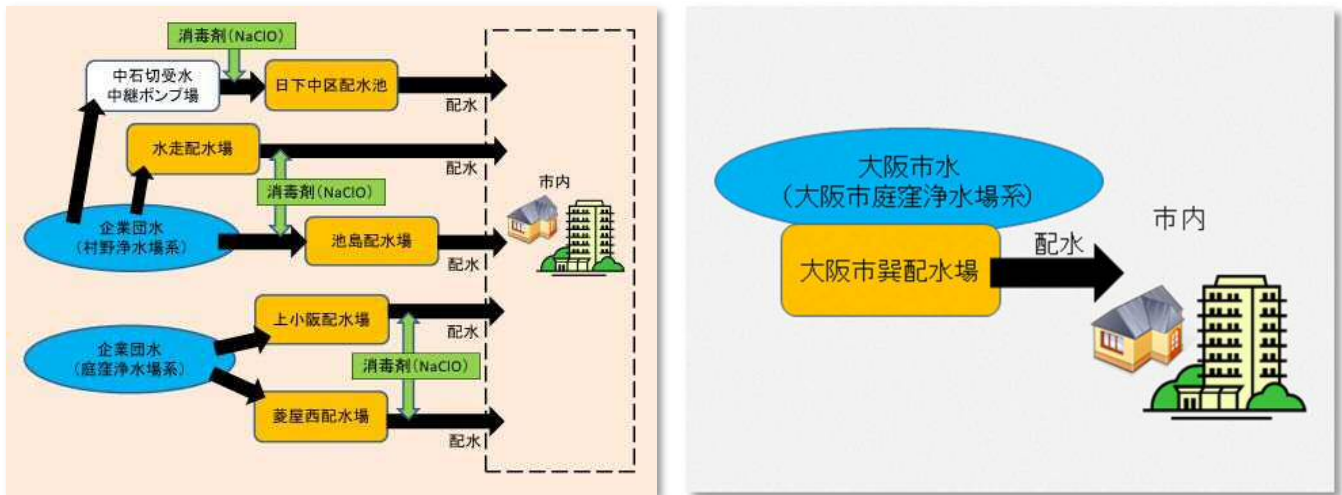 消毒剤(NaClO)
中石切受水
中継ポンプ場
日下中区配水池
配水
水走配水場
配水
消毒剤(NaClO)
市内
企業団水
(村野浄水場系)
池島配水場
配水
上小阪配水場
配水
企業団水
(庭窪浄水場系)
消毒剤(NaClO)
菱屋西配水場
配水
大阪市水
(大阪市庭窪浄水場系)
市内
配水
大阪市巽配水場